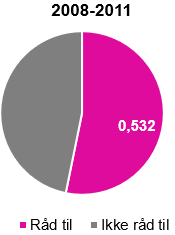 2008-2011
0,532
Råd til
Ikke råd til